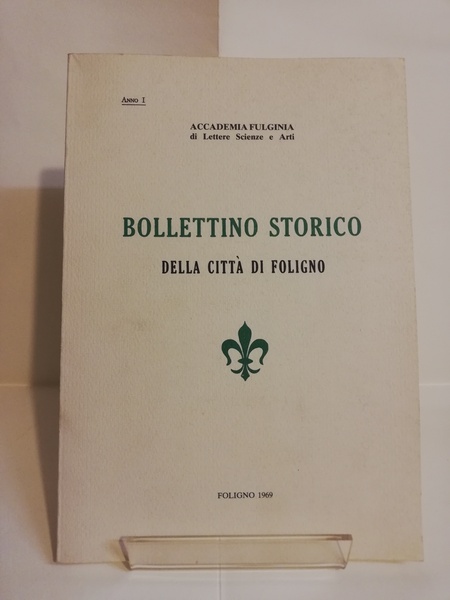 ANNO I
ACCADEMIA FULGINIA
di Lettere Scienze e Arti
BOLLETTINO STORICO
DELLA CITTÀ DI FOLIGNO
FOLIGNO 1969